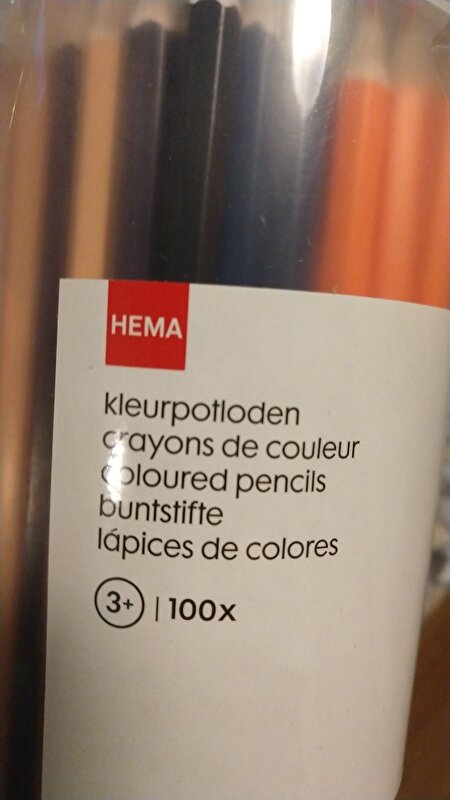 HEMA
kleurpotloden
crayons de couleur
coloured pencils
buntstifte
lápices de colores
3+ | 100x